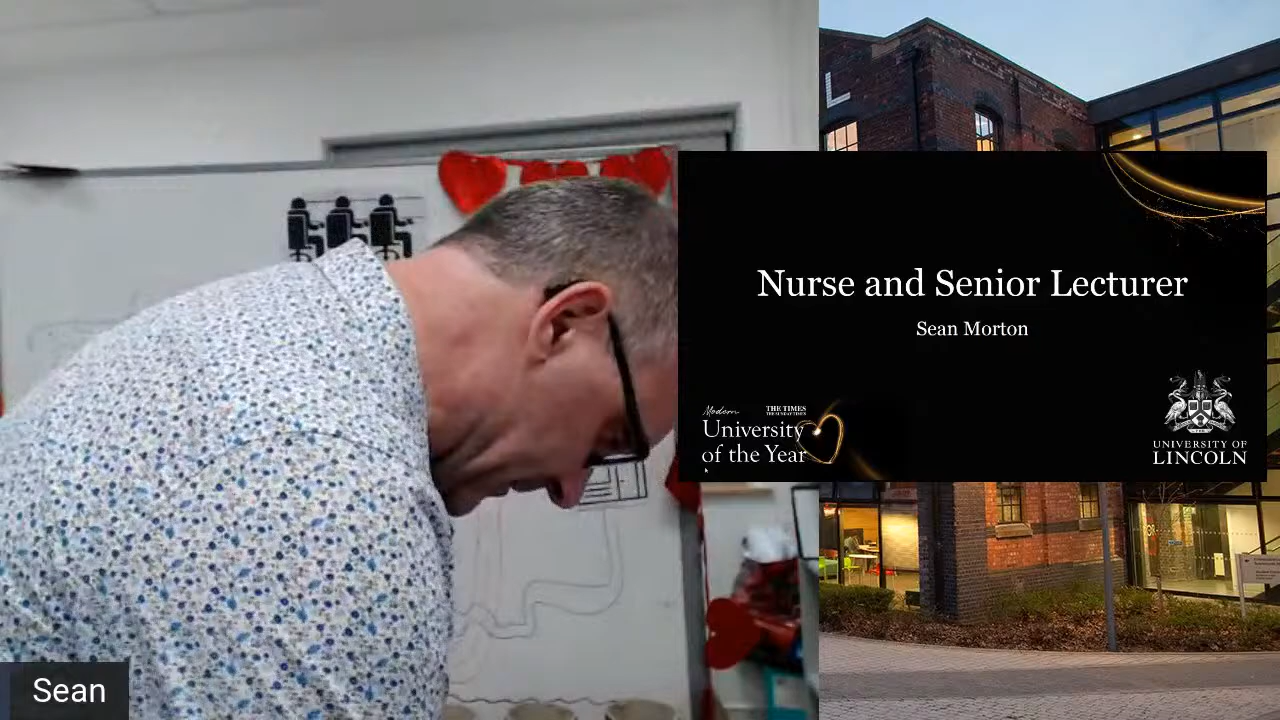 L
Nurse and Senior Lecturer
Sean Morton
Modern
THE TIMES
THE SUNDAY TIMES
University
of the Year
UNIVERSITY OF
LINCOLN
Sean